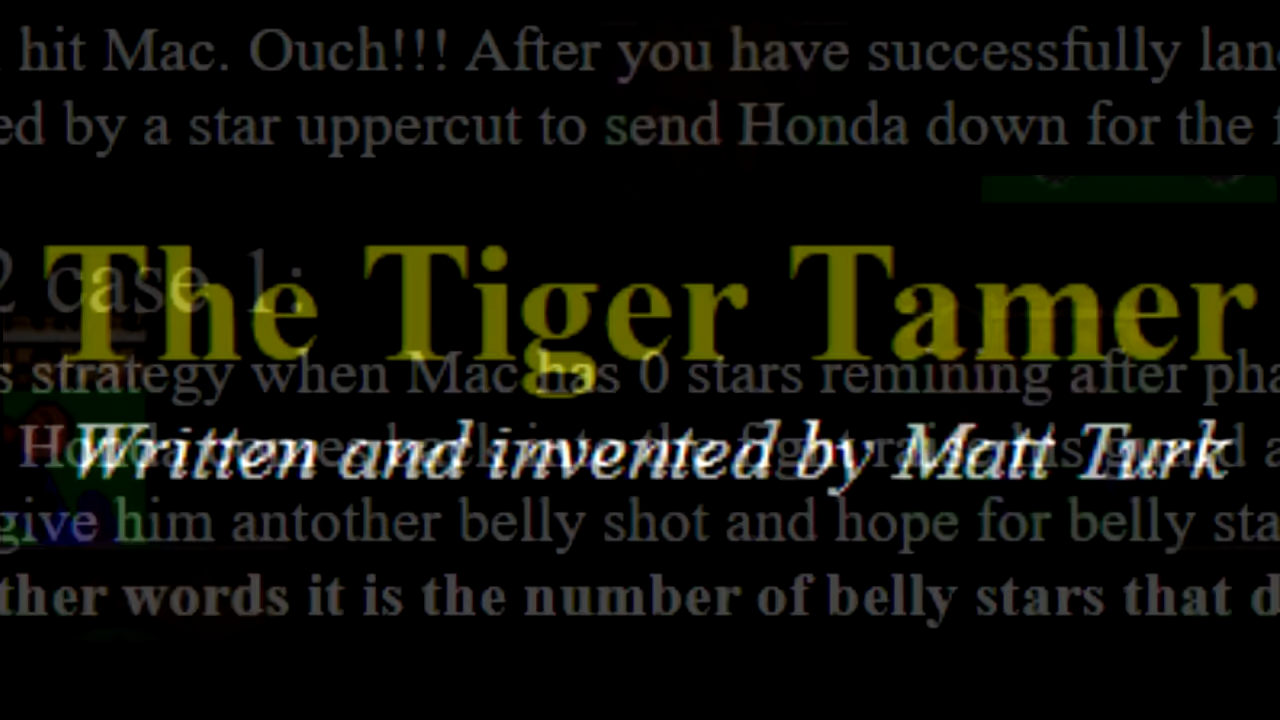 hit Mac. Ouch!!! After you have successfully lan
ed by a star uppercut to send Honda down for the
2 case 1:
The Tiger Tamer
s strategy when Mac has 0 stars remining after pha
Written and invented by Matt Turk
give him antother belly shot and hope for belly sta
ther words it is the number of belly stars that d